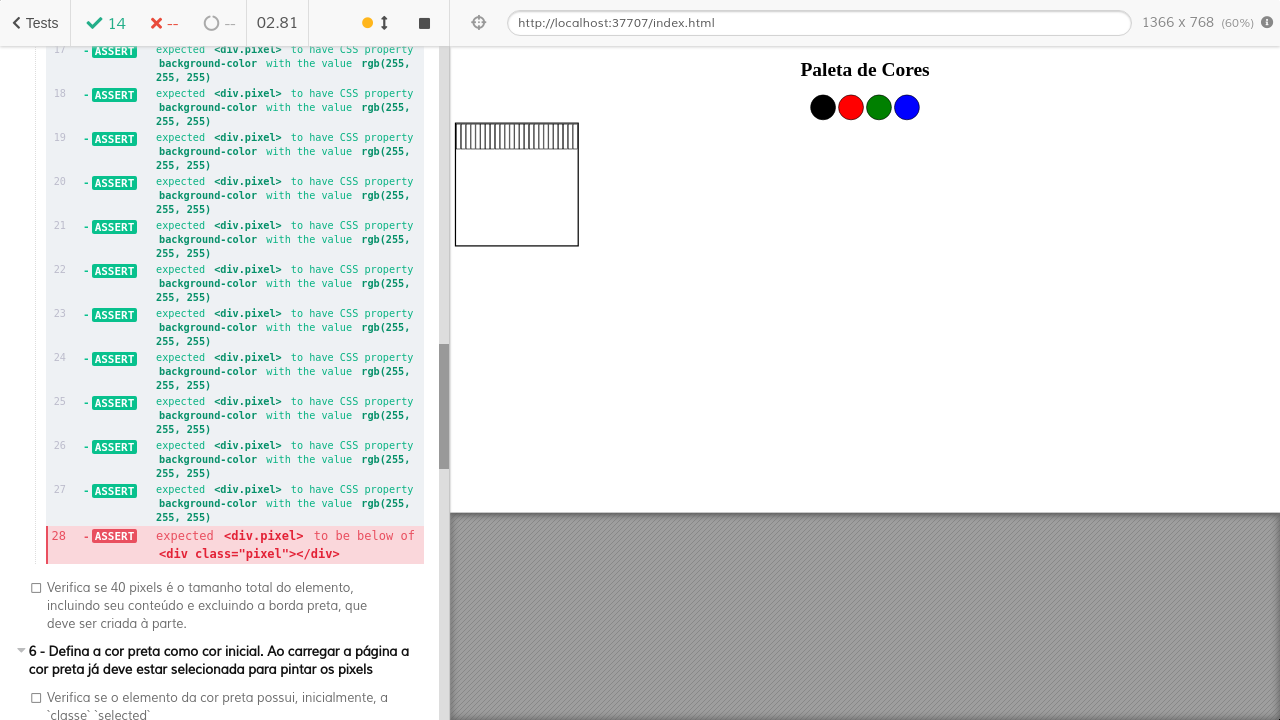 Tests 14 -- -- 02.81 http://localhost:37707/index.html 1366 x 768 (60%)
17 - ASSERT expected <div.pixel> to have CSS property
background-color with the value rgb(255,
255, 255)
18 - ASSERT expected <div.pixel> to have CSS property
background-color with the value rgb(255,
255, 255)
19 - ASSERT expected <div.pixel> to have CSS property
background-color with the value rgb(255,
255, 255)
20 - ASSERT expected <div.pixel> to have CSS property
background-color with the value rgb(255,
255, 255)
21 - ASSERT expected <div.pixel> to have CSS property
background-color with the value rgb(255,
255, 255)
22 - ASSERT expected <div.pixel> to have CSS property
background-color with the value rgb(255,
255, 255)
23 - ASSERT expected <div.pixel> to have CSS property
background-color with the value rgb(255,
255, 255)
24 - ASSERT expected <div.pixel> to have CSS property
background-color with the value rgb(255,
255, 255)
25 - ASSERT expected <div.pixel> to have CSS property
background-color with the value rgb(255,
255, 255)
26 - ASSERT expected <div.pixel> to have CSS property
background-color with the value rgb(255,
255, 255)
27 - ASSERT expected <div.pixel> to have CSS property
background-color with the value rgb(255,
255, 255)
28 - ASSERT expected <div.pixel> to be below of
<div class="pixel"></div>
Verifica se 40 pixels é o tamanho total do elemento,
incluindo seu conteúdo e excluindo a borda preta, que
deve ser criada à parte.
6 - Defina a cor preta como cor inicial. Ao carregar a página a
cor preta já deve estar selecionada para pintar os pixels
Verifica se o elemento da cor preta possui, inicialmente, a
`classe` `selected`
Paleta de Cores